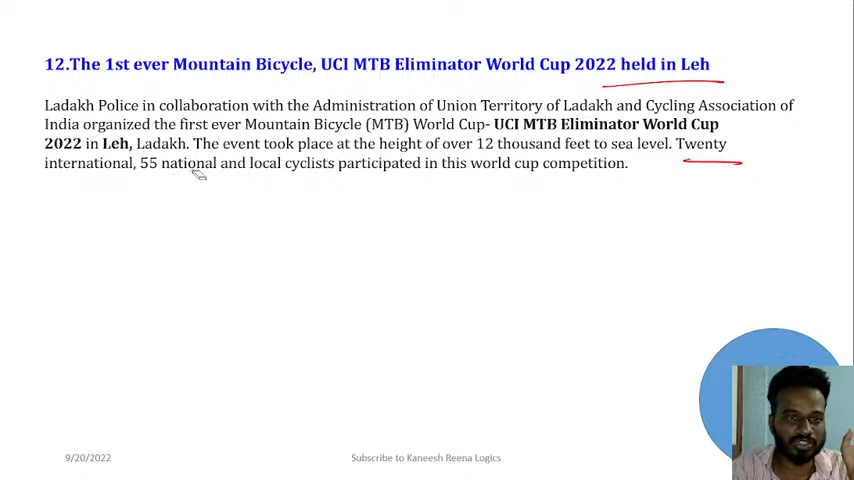 12.The 1st ever Mountain Bicycle, UCI MTB Eliminator World Cup 2022 held in Leh
Ladakh Police in collaboration with the Administration of Union Territory of Ladakh and Cycling Association of
India organized the first ever Mountain Bicycle (MTB) World Cup- UCI MTB Eliminator World Cup
2022 in Leh, Ladakh. The event took place at the height of over 12 thousand feet to sea level. Twenty
international, 55 national and local cyclists participated in this world cup competition.
9/20/2022
Subscribe to Kaneesh Reena Logics